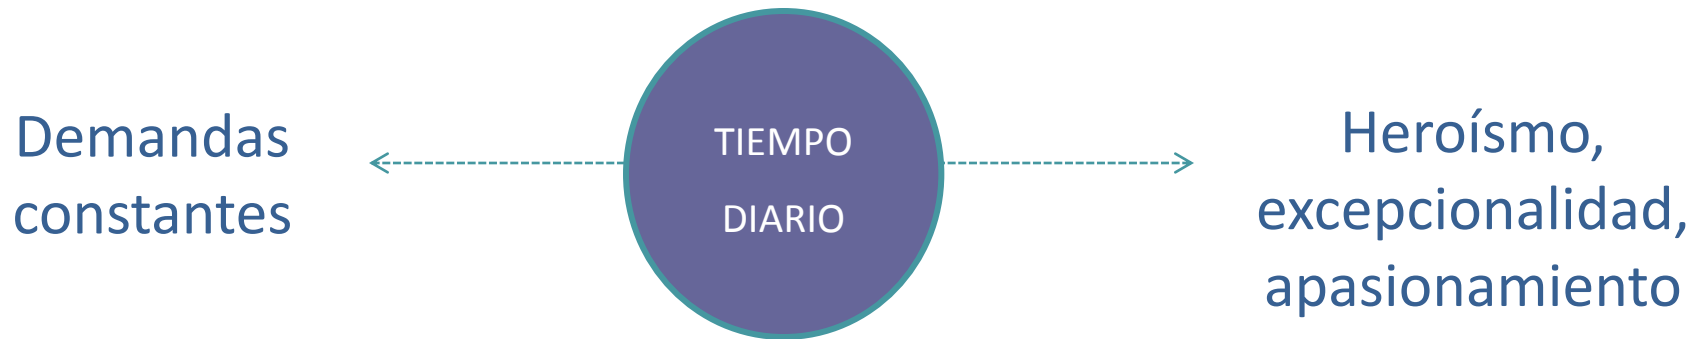 Demandas
constantes
TIEMPO
DIARIO
Heroísmo,
excepcionalidad,
apasionamiento